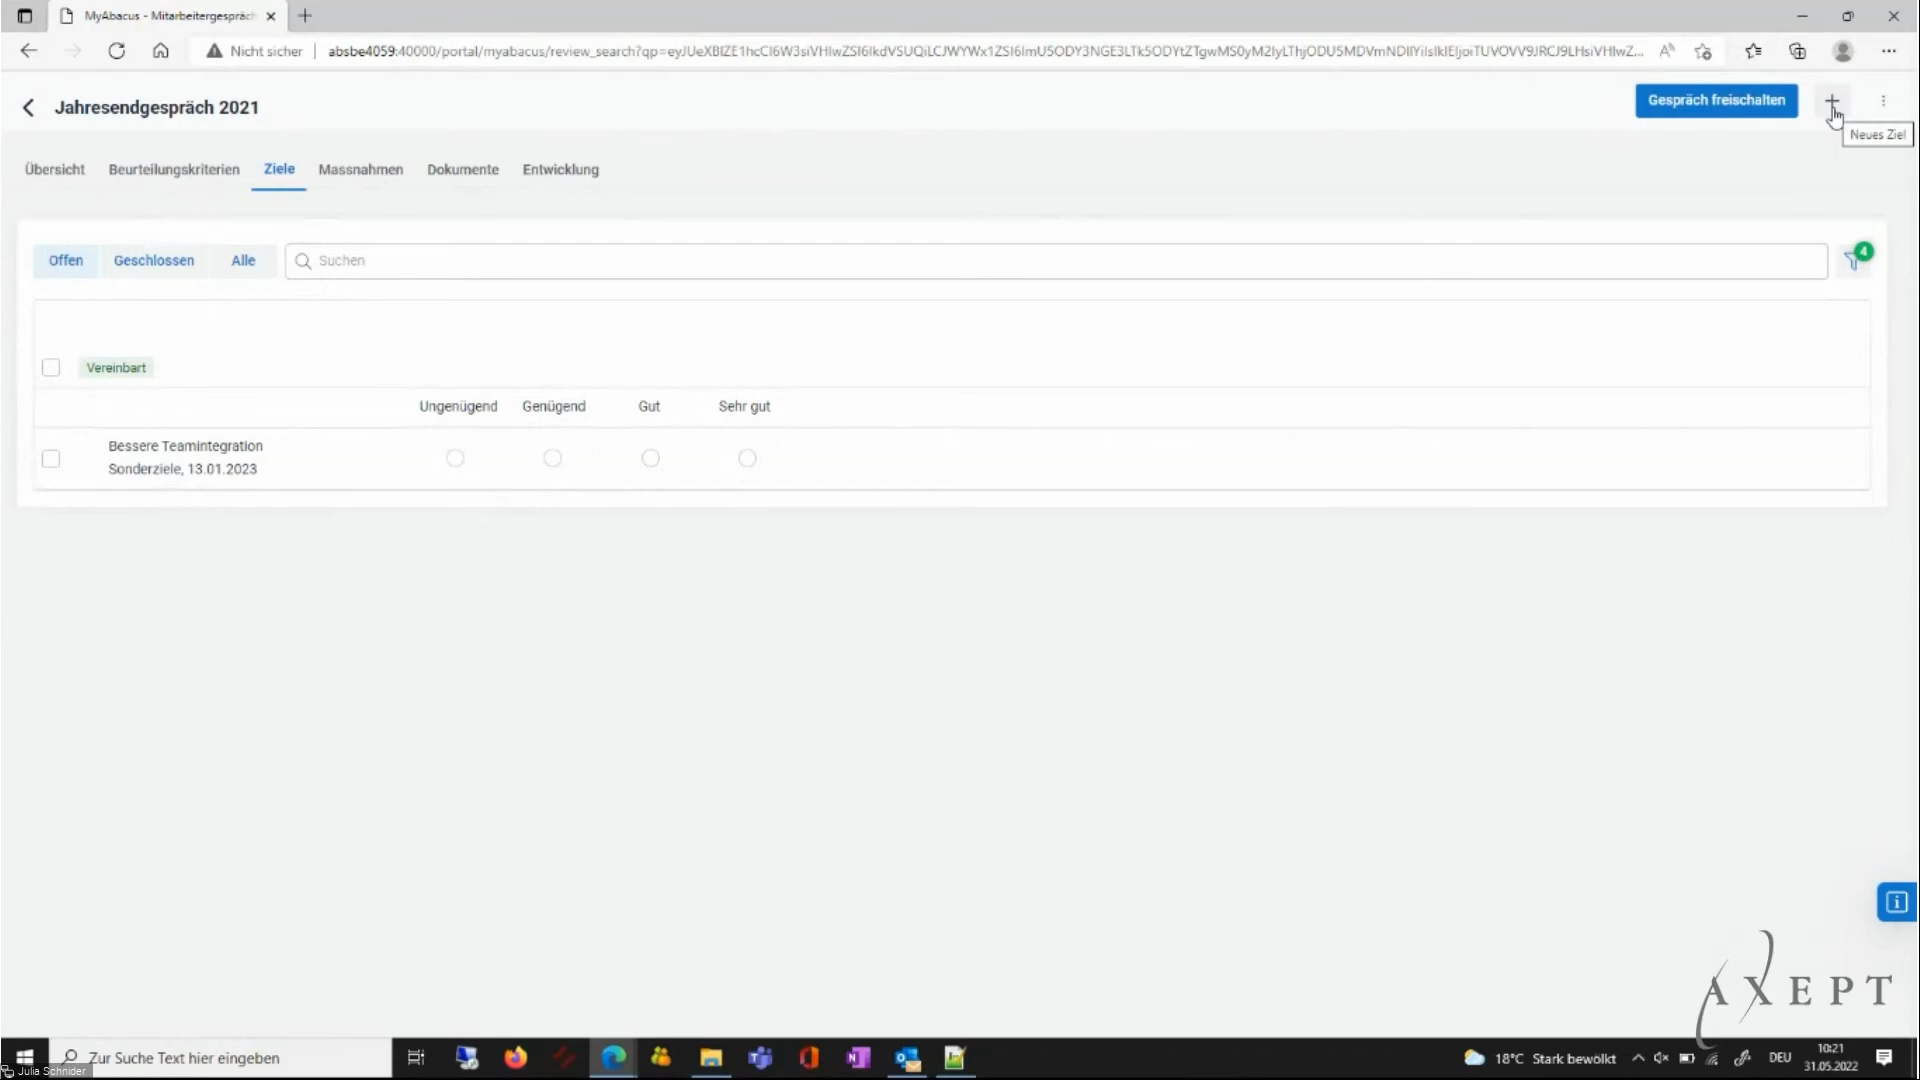 MyAbacus - Mitarbeitergespräch
Nicht sicher
Jahresendgespräch 2021
Gespräch freischalten
Neues Ziel
Übersicht Beurteilungskriterien Ziele Massnahmen Dokumente Entwicklung
Offen Geschlossen Alle Suchen 4
Vereinbart
Ungenügend Genügend Gut Sehr gut
Bessere Teamintegration
Sonderziele, 13.01.2023
AXEPT
Zur Suche Text hier eingeben
18°C Stark bewölkt DEU 10:21
31.05.2022
Julia Schnider